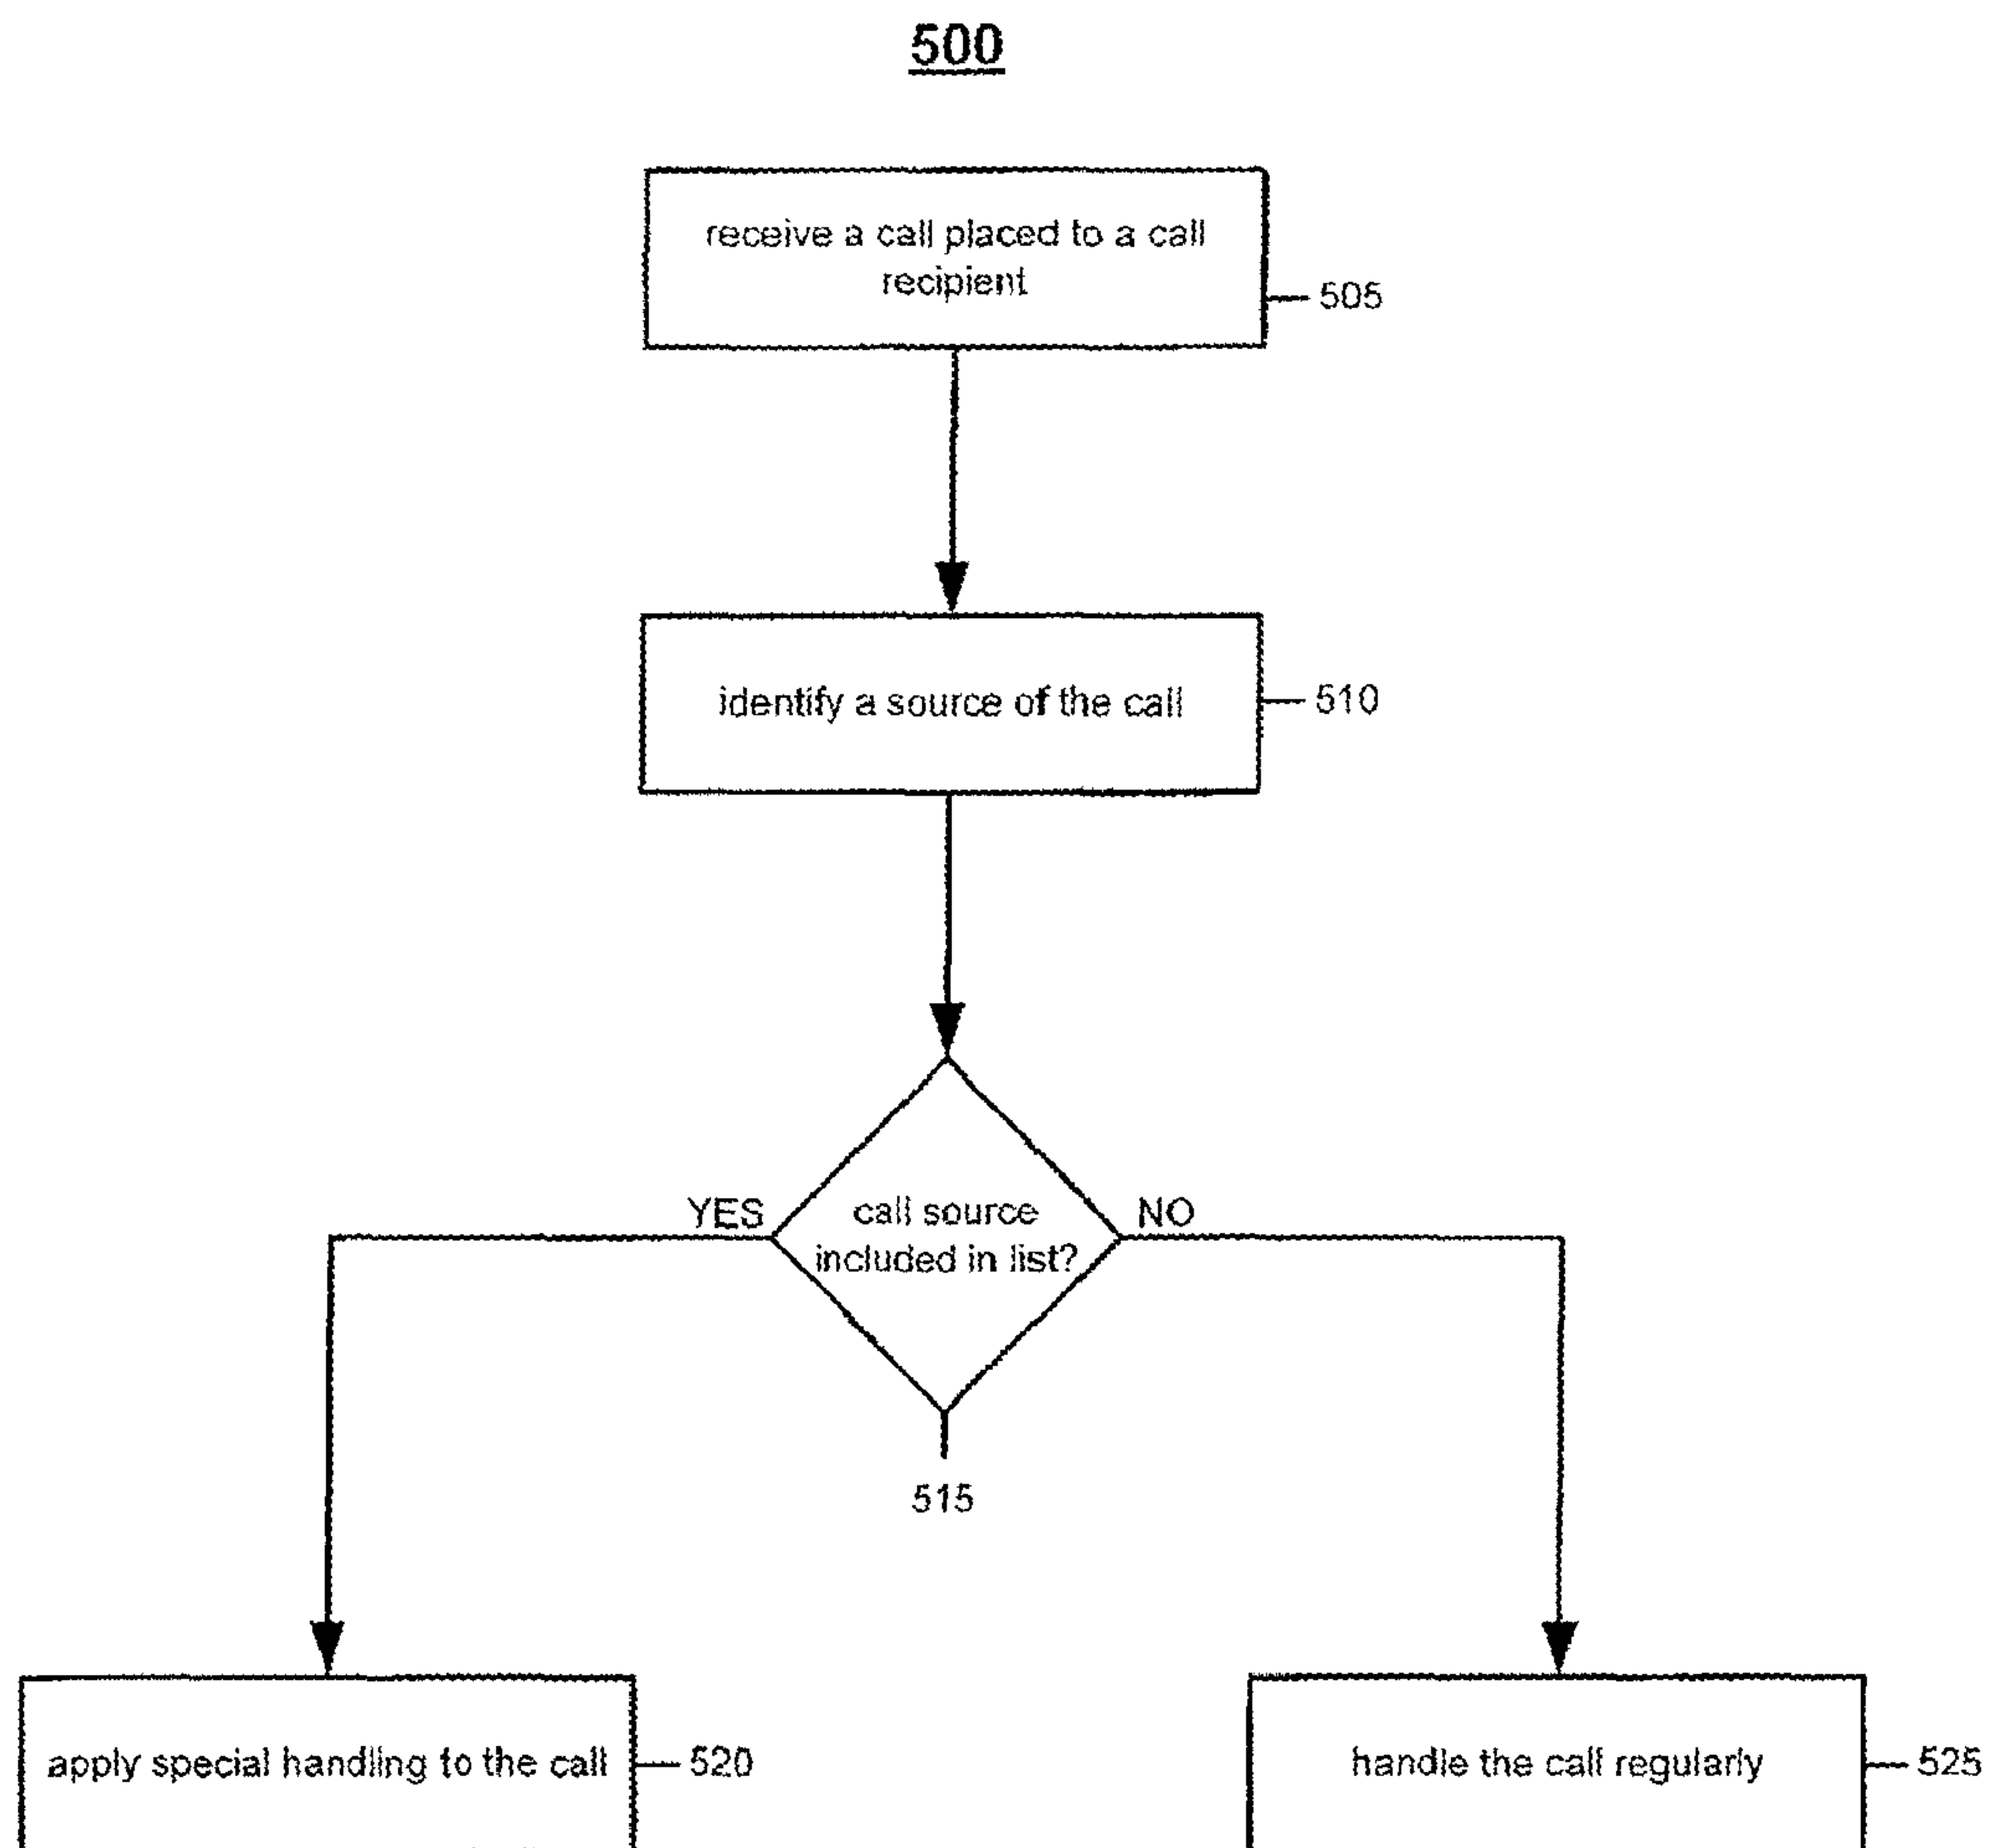 500
receive a call placed to a call
recipient
505
identify a source of the call
510
YES
call source
included in list?
NO
515
apply special handling to the call
520
handle the call regularly
525